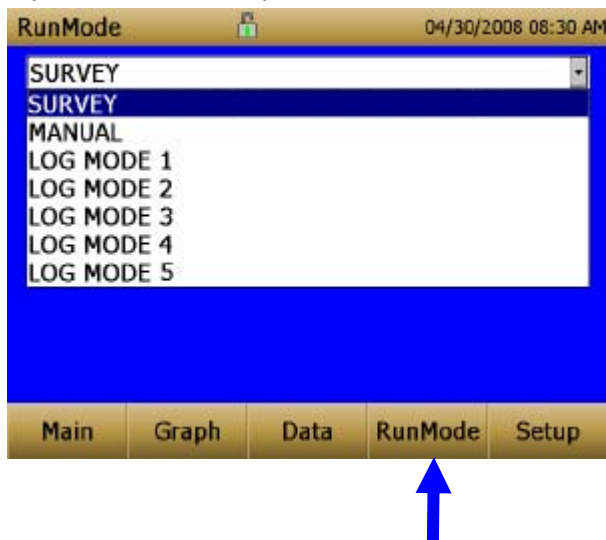 RunMode 04/30/2008 08:30 AM
SURVEY
SURVEY
MANUAL
LOG MODE 1
LOG MODE 2
LOG MODE 3
LOG MODE 4
LOG MODE 5
Main Graph Data RunMode Setup